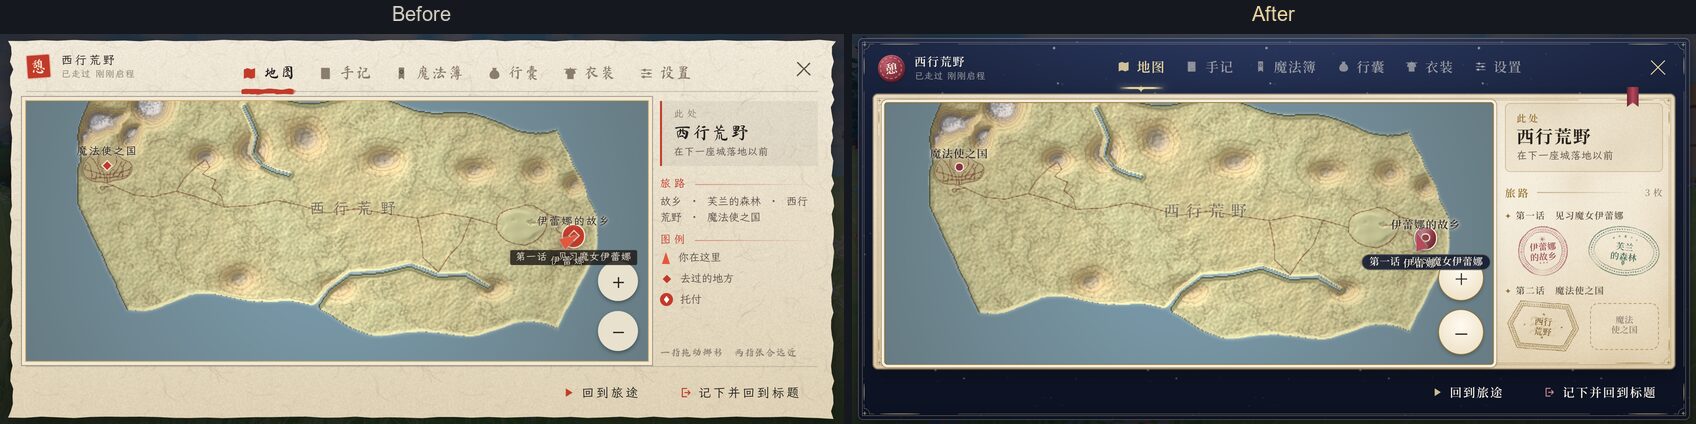 Before
憩
西行荒野
已走过 刚刚启程
地图 手记 魔法簿 行囊 衣装 设置
魔法使之国
西行荒野
伊蕾娜的故乡
第一话 见习魔女伊蕾娜
伊蕾娜
+
−
此处
西行荒野
在下一座城落地以前
旅路
故乡 · 芙兰的森林 · 西行
荒野 · 魔法使之国
图例
你在这里
去过的地方
托付
一指拖动挪移 两指张合远近
回到旅途 记下并回到标题
After
憩
西行荒野
已走过 刚刚启程
地图 手记 魔法簿 行囊 衣装 设置
魔法使之国
西行荒野
伊蕾娜的故乡
第一话 见习魔女伊蕾娜
伊蕾娜
+
−
此处
西行荒野
在下一座城落地以前
旅路 3 枚
第一话 见习魔女伊蕾娜
伊蕾娜
的故乡
芙兰
的森林
第二话 魔法使之国
西行
荒野
魔法
使之国
回到旅途 记下并回到标题